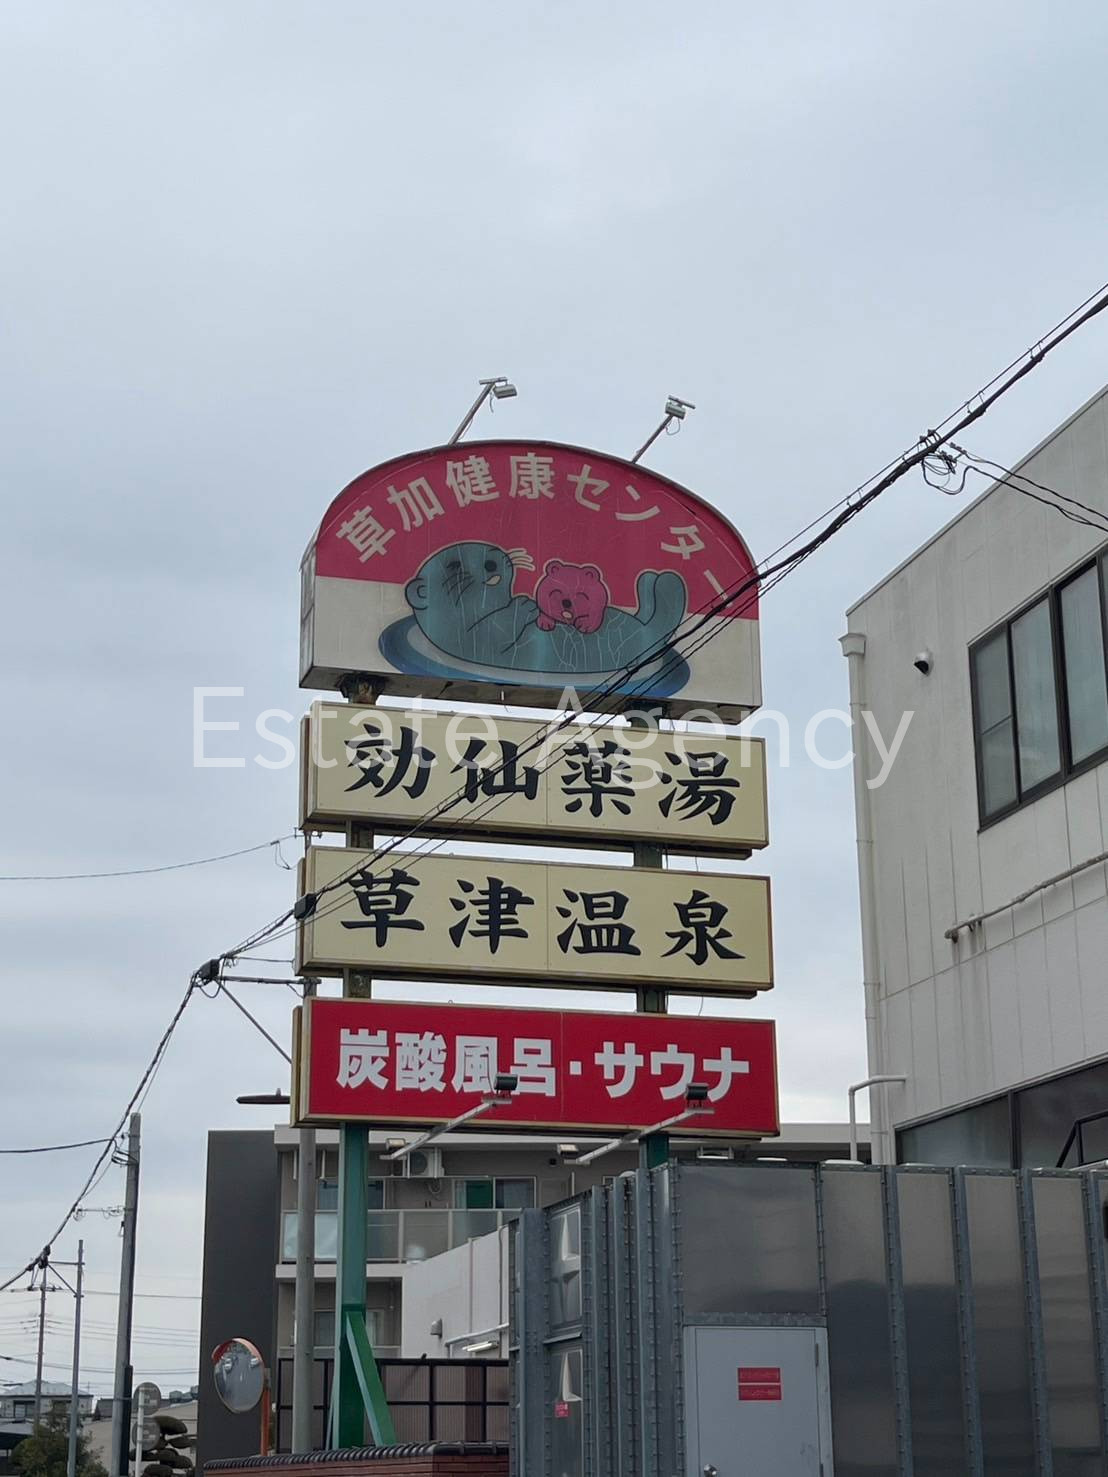 草加健康センター
Estate Agency
効仙薬湯
草津温泉
炭酸風呂・サウナ